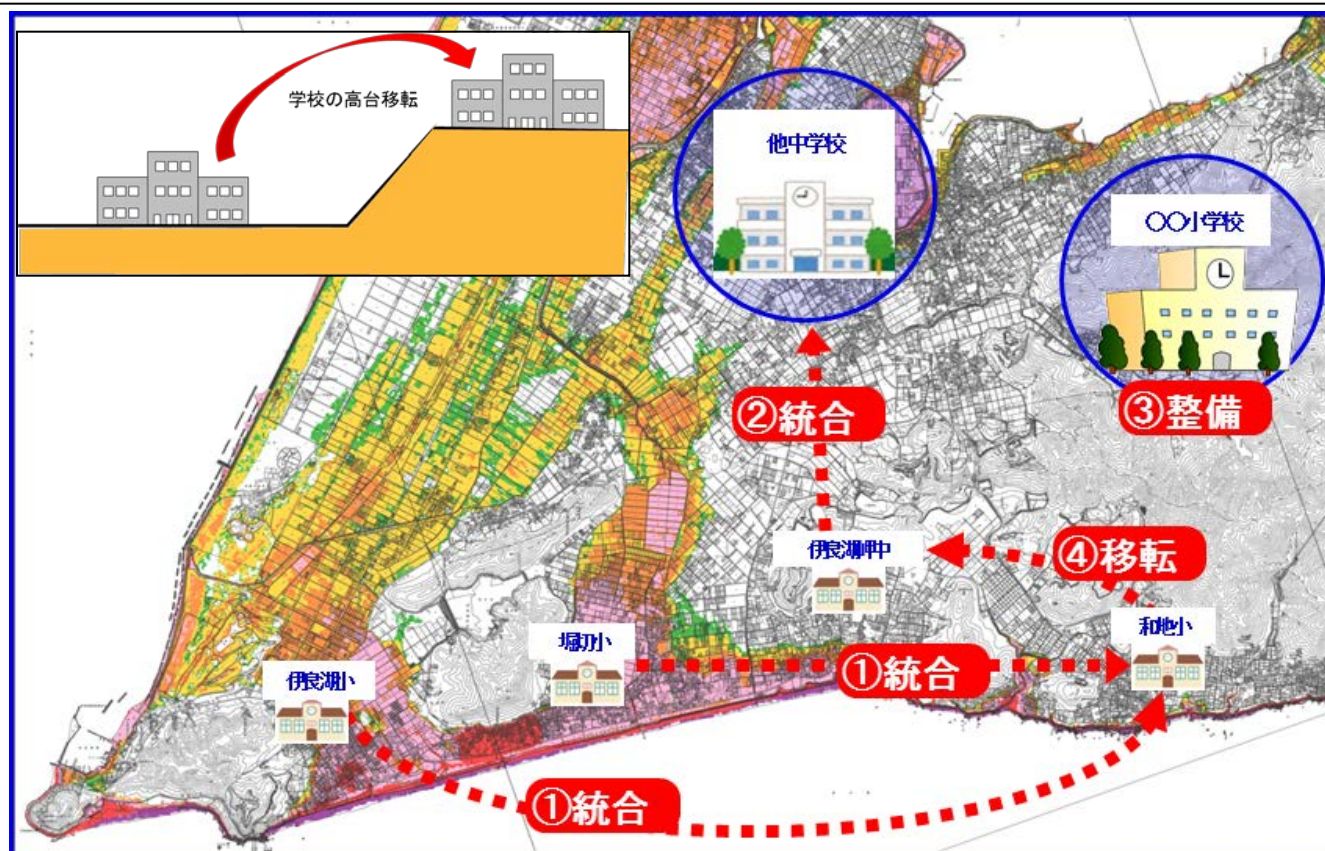 学校の高台移転
他中学校
〇〇小学校
②統合
③整備
伊良湖岬中
④移転
堀切小
和地小
伊良湖小
①統合
①統合